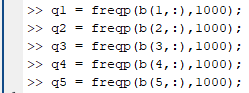 >> q1 = freqp(b(1,:),1000);
>> q2 = freqp(b(2,:),1000);
>> q3 = freqp(b(3,:),1000);
>> q4 = freqp(b(4,:),1000);
>> q5 = freqp(b(5,:),1000);